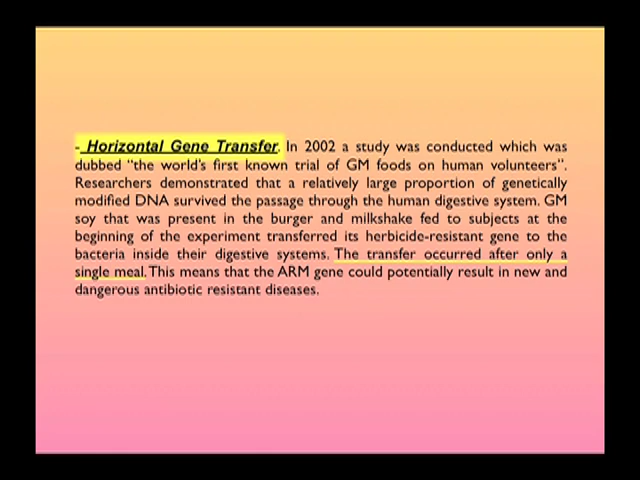 - Horizontal Gene Transfer. In 2002 a study was conducted which was
dubbed "the world's first known trial of GM foods on human volunteers".
Researchers demonstrated that a relatively large proportion of genetically
modified DNA survived the passage through the human digestive system. GM
soy that was present in the burger and milkshake fed to subjects at the
beginning of the experiment transferred its herbicide-resistant gene to the
bacteria inside their digestive systems. The transfer occurred after only a
single meal. This means that the ARM gene could potentially result in new and
dangerous antibiotic resistant diseases.